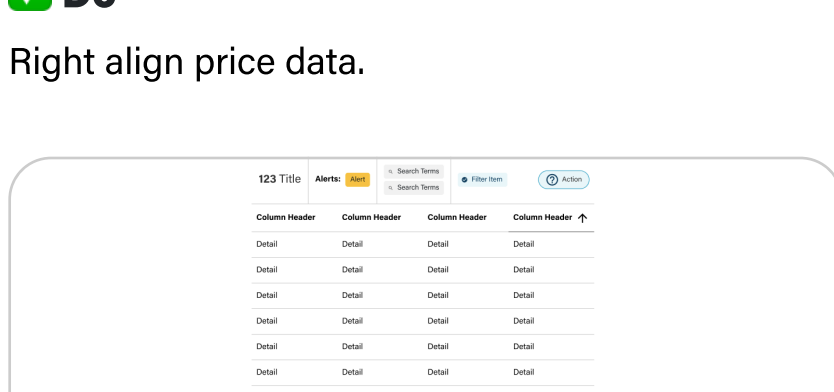 Do
Right align price data.
123 Title Alerts: Alert Search Terms Filter Item Action
Search Terms
Column Header Column Header Column Header Column Header
Detail Detail Detail Detail
Detail Detail Detail Detail
Detail Detail Detail Detail
Detail Detail Detail Detail
Detail Detail Detail Detail
Detail Detail Detail Detail